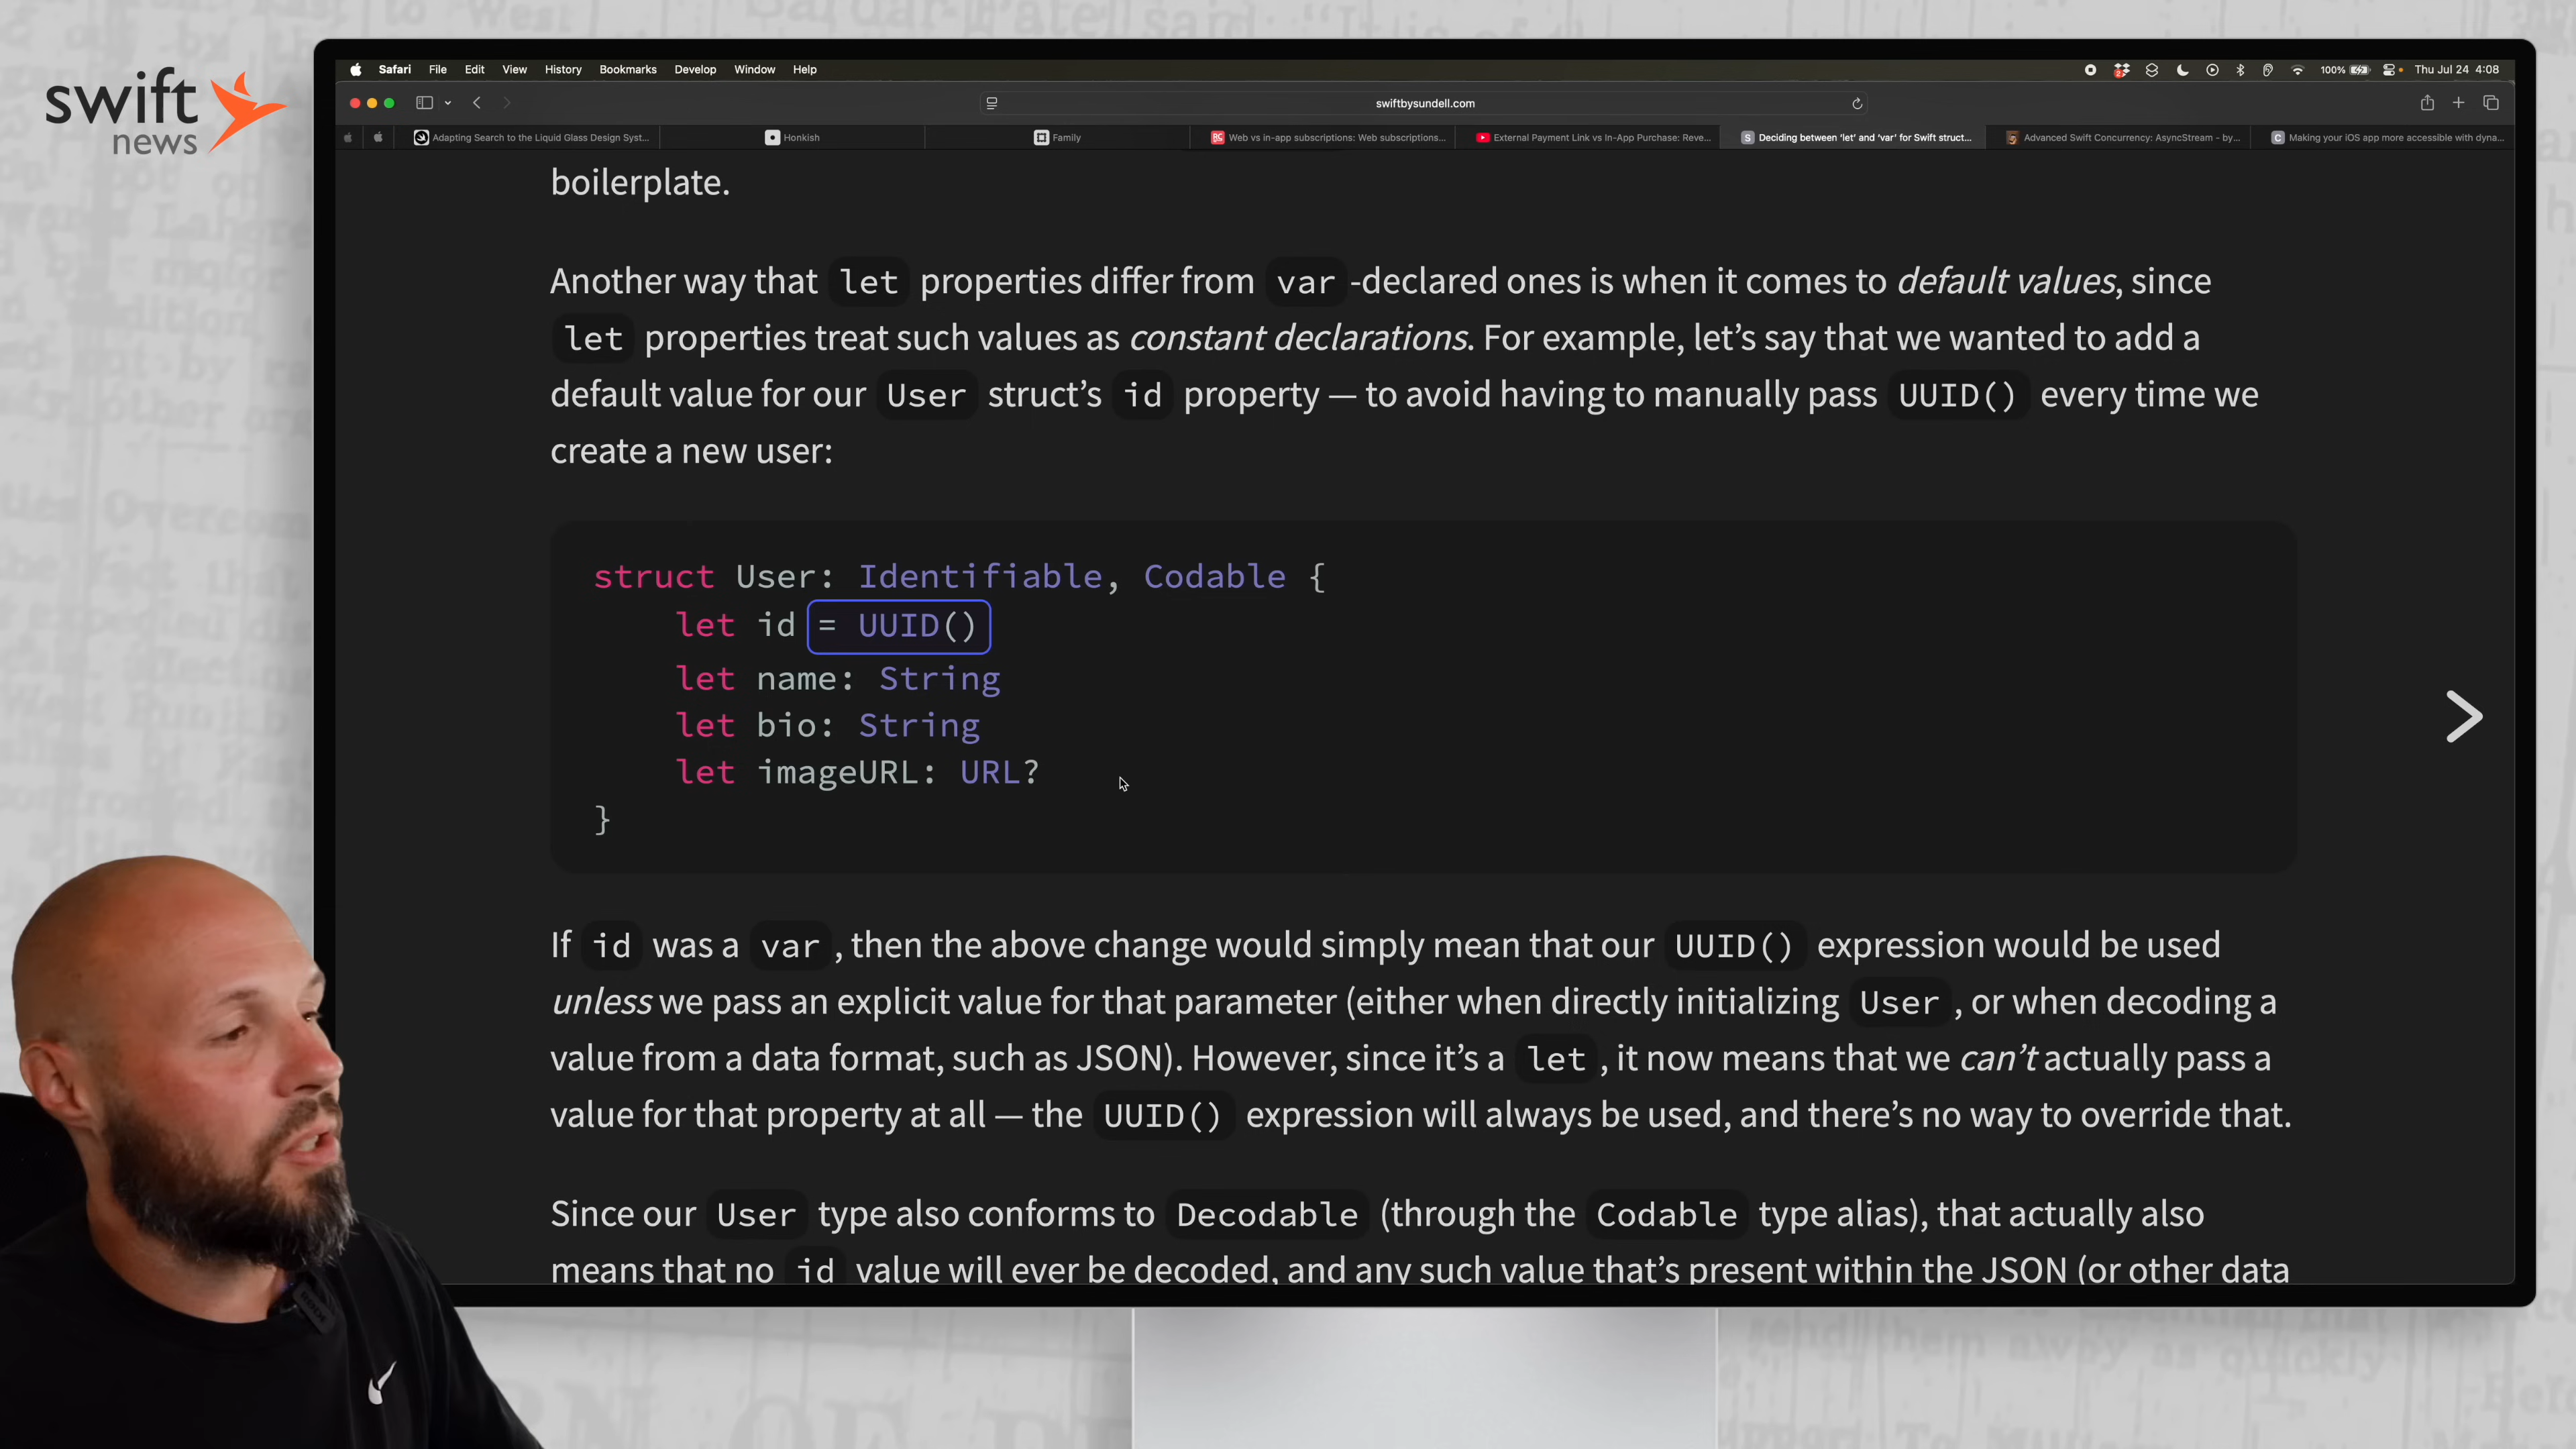 swift
news
Safari File Edit View History Bookmarks Develop Window Help
100% Thu Jul 24 4:08
swiftbysundell.com
Adapting Search to the Liquid Glass Design Syst...
Honkish
Family
Web vs in-app subscriptions: Web subscriptions...
External Payment Link vs In-App Purchase: Reve...
Deciding between ‘let’ and ‘var’ for Swift struct...
Advanced Swift Concurrency: AsyncStream - by...
Making your iOS app more accessible with dyna...
boilerplate.
Another way that let properties differ from var -declared ones is when it comes to default values, since
let properties treat such values as constant declarations. For example, let’s say that we wanted to add a
default value for our User struct’s id property — to avoid having to manually pass UUID() every time we
create a new user:
struct User: Identifiable, Codable {
let id = UUID()
let name: String
let bio: String
let imageURL: URL?
}
If id was a var , then the above change would simply mean that our UUID() expression would be used
unless we pass an explicit value for that parameter (either when directly initializing User , or when decoding a
value from a data format, such as JSON). However, since it’s a let , it now means that we can’t actually pass a
value for that property at all — the UUID() expression will always be used, and there’s no way to override that.
Since our User type also conforms to Decodable (through the Codable type alias), that actually also
means that no id value will ever be decoded, and any such value that’s present within the JSON (or other data